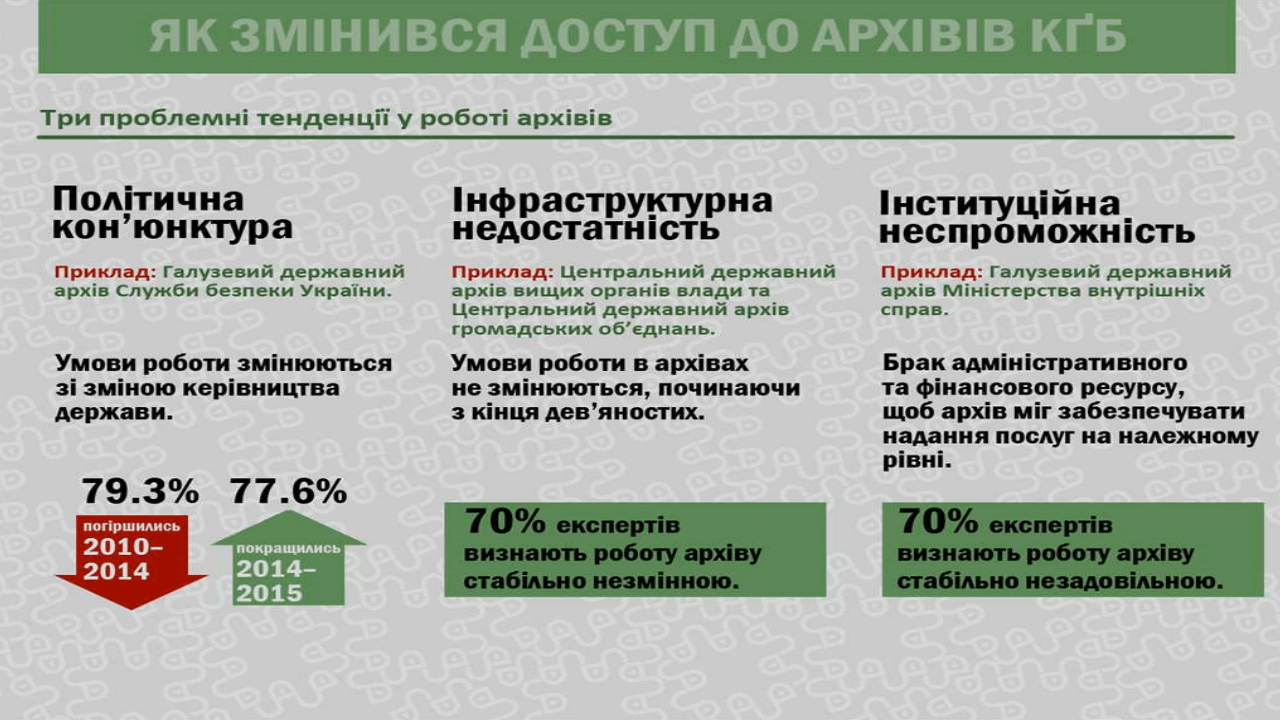 ЯК ЗМІНИВСЯ ДОСТУП ДО АРХІВІВ КҐБ
Три проблемні тенденції у роботі архівів
Політична
кон’юнктура
Приклад: Галузевий державний
архів Служби безпеки України.
Умови роботи змінюються
зі зміною керівництва
держави.
79.3% 77.6%
погіршились
2010–
2014
покращились
2014–
2015
Інфраструктурна
недостатність
Приклад: Центральний державний
архів вищих органів влади та
Центральний державний архів
громадських об’єднань.
Умови роботи в архівах
не змінюються, починаючи
з кінця дев’яностих.
70% експертів
визнають роботу архіву
стабільно незмінною.
Інституційна
неспроможність
Приклад: Галузевий державний
архів Міністерства внутрішніх
справ.
Брак адміністративного
та фінансового ресурсу,
щоб архів міг забезпечувати
надання послуг на належному
рівні.
70% експертів
визнають роботу архіву
стабільно незадовільною.